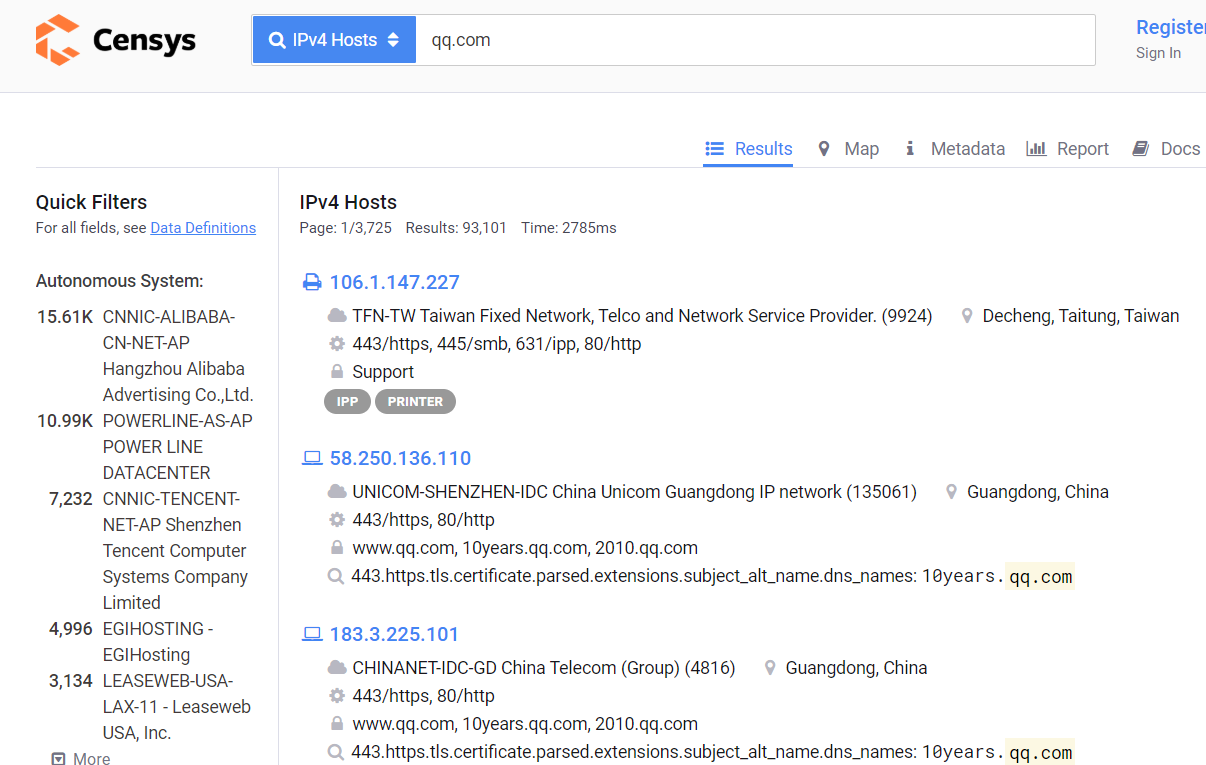 Censys
IPv4 Hosts
qq.com
Sign In
Results
Map
Metadata
Report
Docs
Quick Filters
For all fields, see Data Definitions
Autonomous System:
15.61K CNNIC-ALIBABA-
CN-NET-AP
Hangzhou Alibaba
Advertising Co.,Ltd.
10.99K POWERLINE-AS-AP
POWER LINE
DATACENTER
7,232 CNNIC-TENCENT-
NET-AP Shenzhen
Tencent Computer
Systems Company
Limited
4,996 EGIHOSTING -
EGIHosting
3,134 LEASEWEB-USA-
LAX-11 - Leaseweb
USA, Inc.
More
IPv4 Hosts
Page: 1/3,725 Results: 93,101 Time: 2785ms
106.1.147.227
TFN-TW Taiwan Fixed Network, Telco and Network Service Provider. (9924) Decheng, Taitung, Taiwan
443/https, 445/smb, 631/ipp, 80/http
Support
IPP PRINTER
58.250.136.110
UNICOM-SHENZHEN-IDC China Unicom Guangdong IP network (135061) Guangdong, China
443/https, 80/http
www.qq.com, 10years.qq.com, 2010.qq.com
443.https.tls.certificate.parsed.extensions.subject_alt_name.dns_names: 10years.qq.com
183.3.225.101
CHINANET-IDC-GD China Telecom (Group) (4816) Guangdong, China
443/https, 80/http
www.qq.com, 10years.qq.com, 2010.qq.com
443.https.tls.certificate.parsed.extensions.subject_alt_name.dns_names: 10years.qq.com